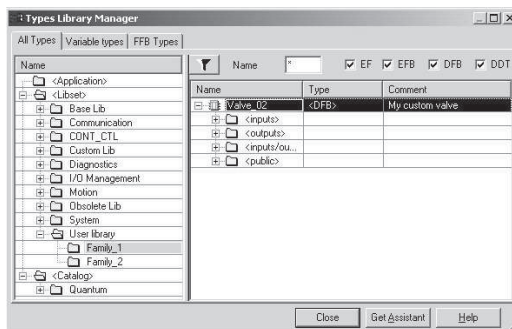 Types Library Manager
All Types Variable types FFB Types
Name
<Application>
<Libset>
Base Lib
Communication
CONT_CTL
Custom Lib
Diagnostics
I/O Management
Motion
Obsolete Lib
System
User library
Family_1
Family_2
<Catalog>
Quantum
Name * EF EFB DFB DDT
Name Type Comment
Valve_02 <DFB> My custom valve
<inputs>
<outputs>
<inputs/ou...
<public>
Close Get Assistant Help